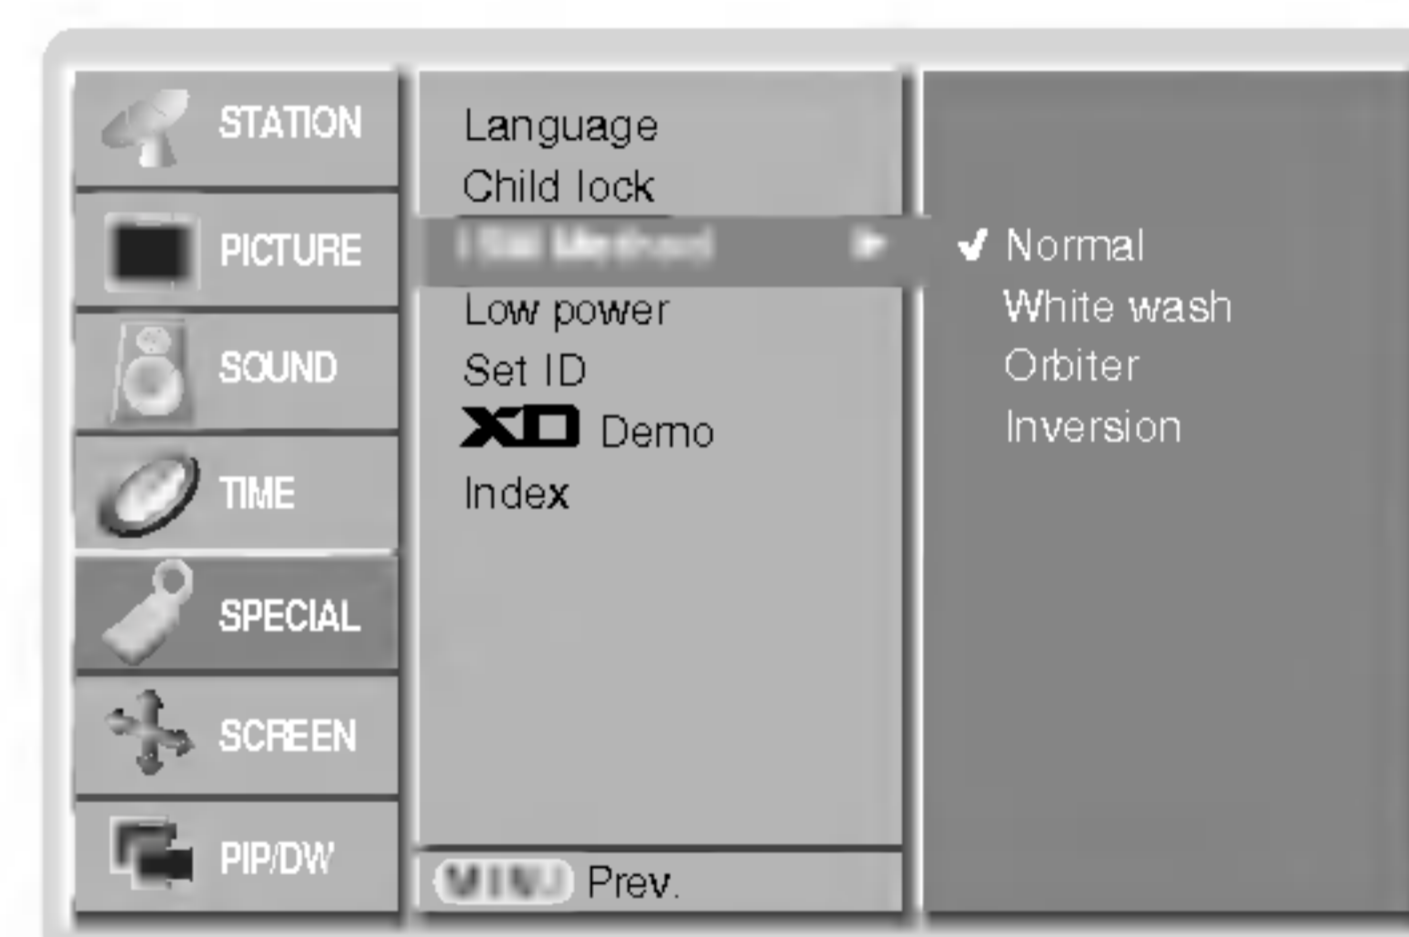 STATION
PICTURE
SOUND
TIME
SPECIAL
SCREEN
PIP/DW
Language
Child lock
Method
Low power
Set ID
XD Demo
Index
Prev.
Normal
White wash
Orbiter
Inversion